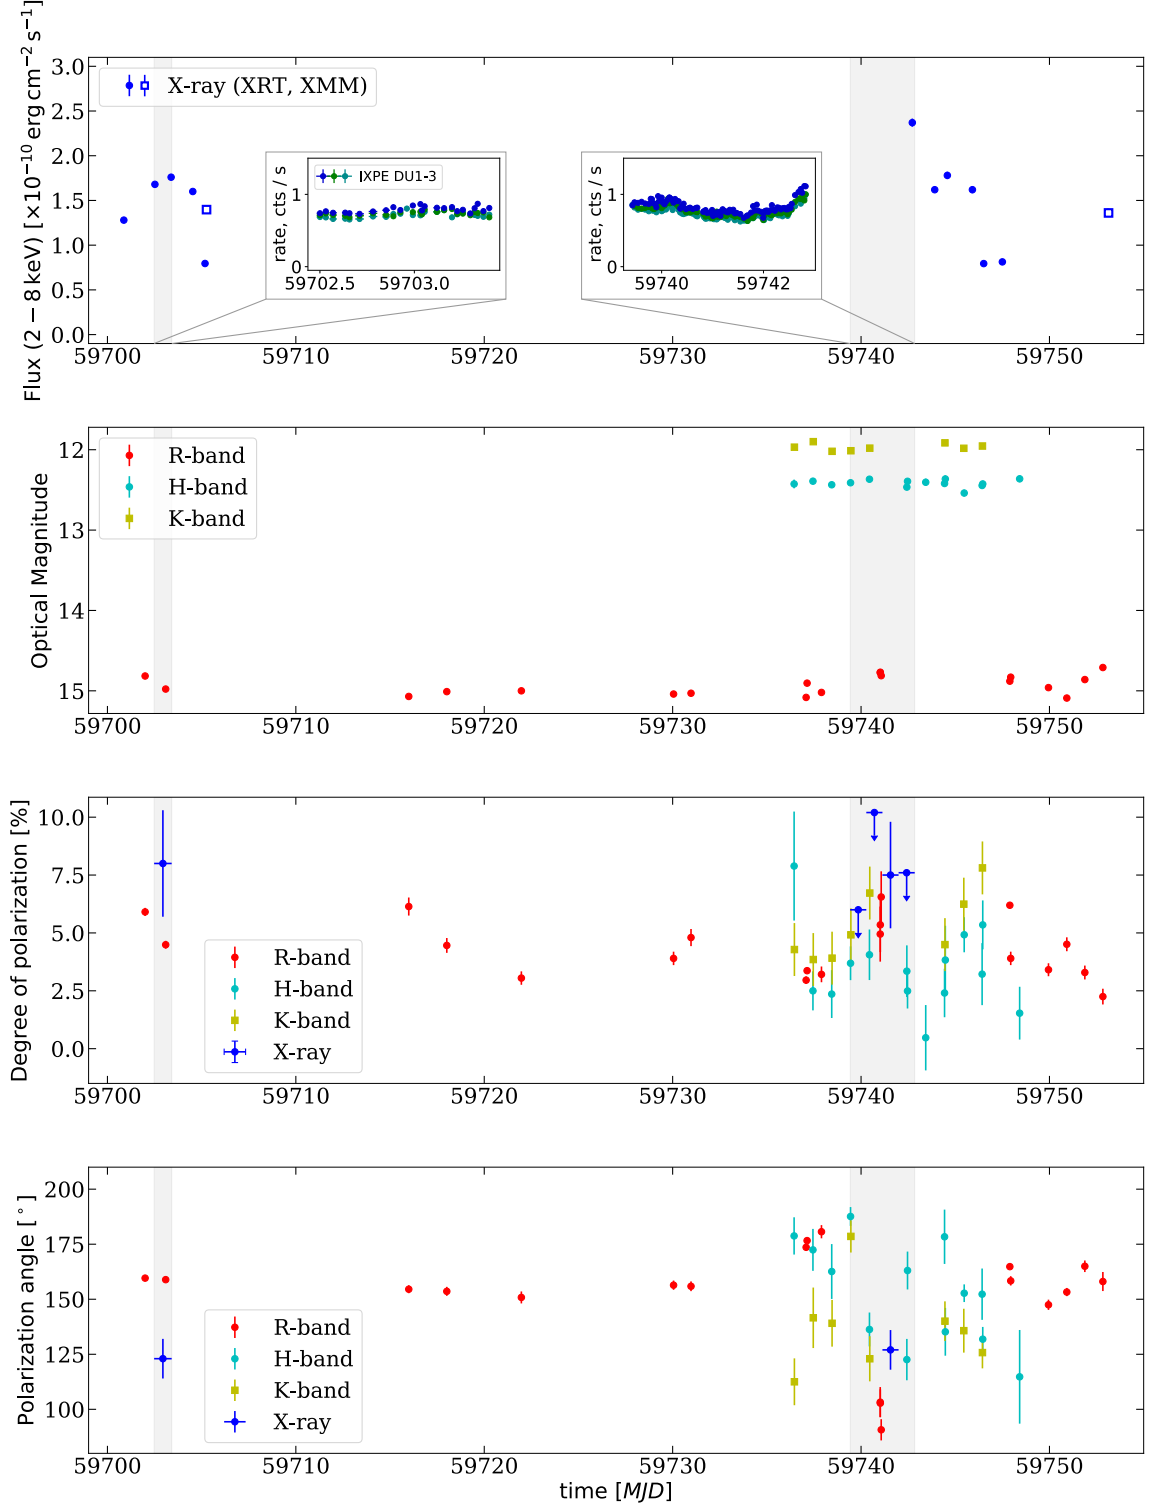 Flux (2 − 8 keV) [×10−10 erg cm−2 s−1]
3.0
2.5
2.0
1.5
1.0
0.5
0.0
X-ray (XRT, XMM)
rate, cts / s
1
0
IXPE DU1-3
59702.5 59703.0
rate, cts / s
1
0
59740 59742
59700 59710 59720 59730 59740 59750
Optical Magnitude
12
13
14
15
R-band
H-band
K-band
59700 59710 59720 59730 59740 59750
Degree of polarization [%]
10.0
7.5
5.0
2.5
0.0
R-band
H-band
K-band
X-ray
59700 59710 59720 59730 59740 59750
Polarization angle [°]
200
175
150
125
100
R-band
H-band
K-band
X-ray
59700 59710 59720 59730 59740 59750
time [MJD]